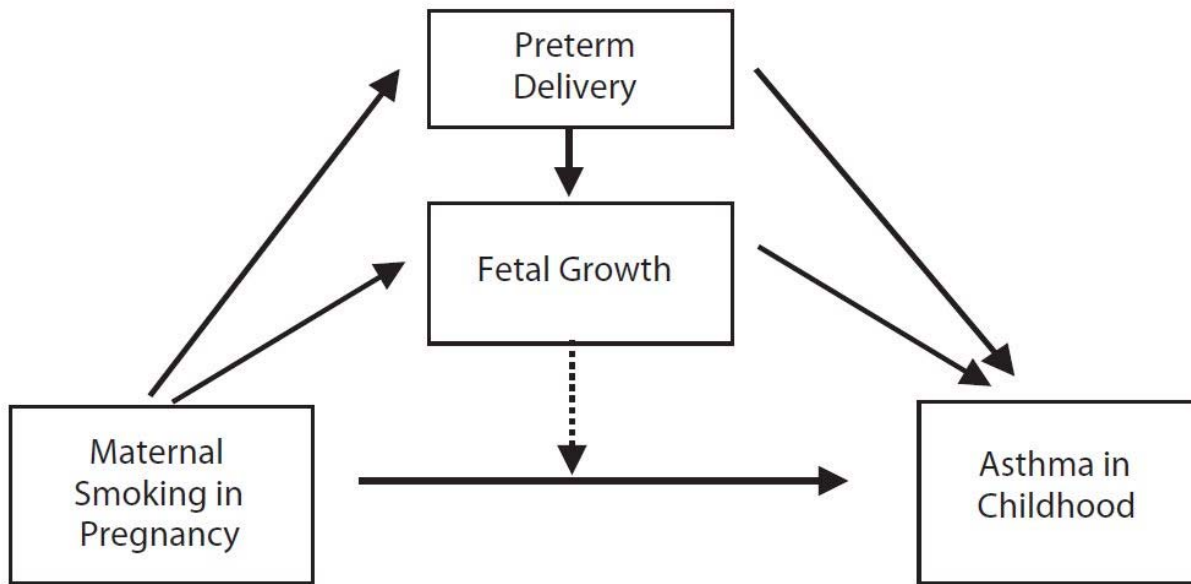 Preterm
Delivery
Fetal Growth
Maternal
Smoking in
Pregnancy
Asthma in
Childhood